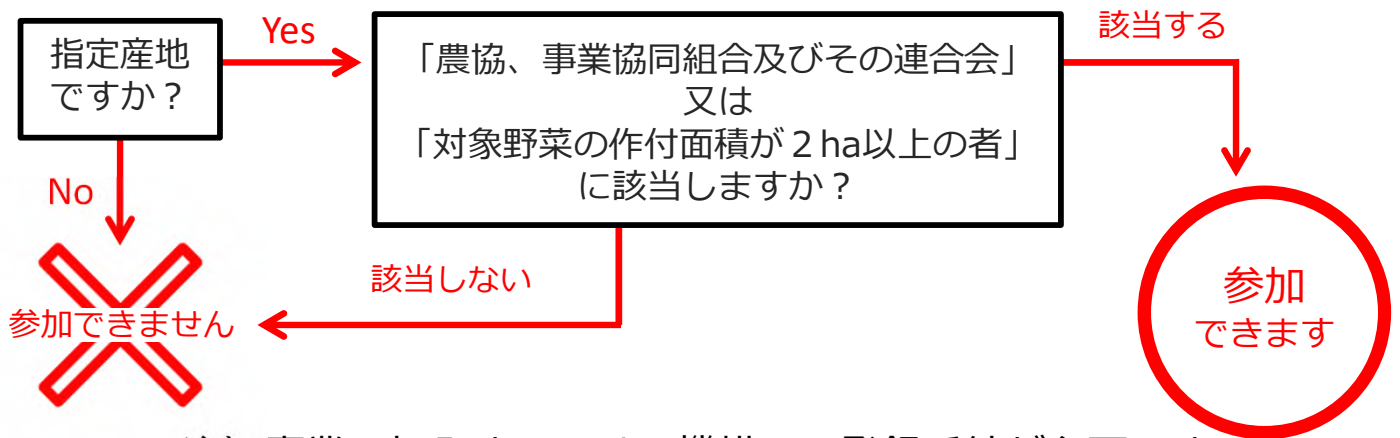 指定産地
ですか？
Yes
「農協、事業協同組合及びその連合会」
又は
「対象野菜の作付面積が２ha以上の者」
に該当しますか？
該当する
No
該当しない
参加できません
参加
できます